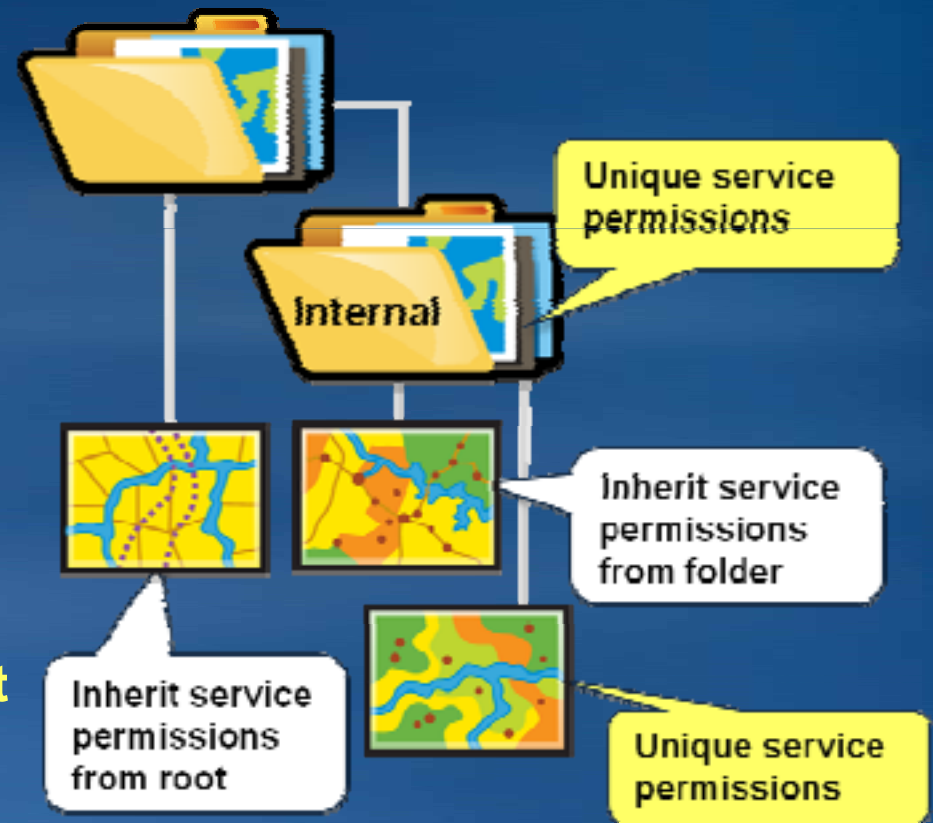 Unique service
permissions
Internal
Inherit service
permissions
from folder
t
Inherit service
permissions
from root
Unique service
permissions